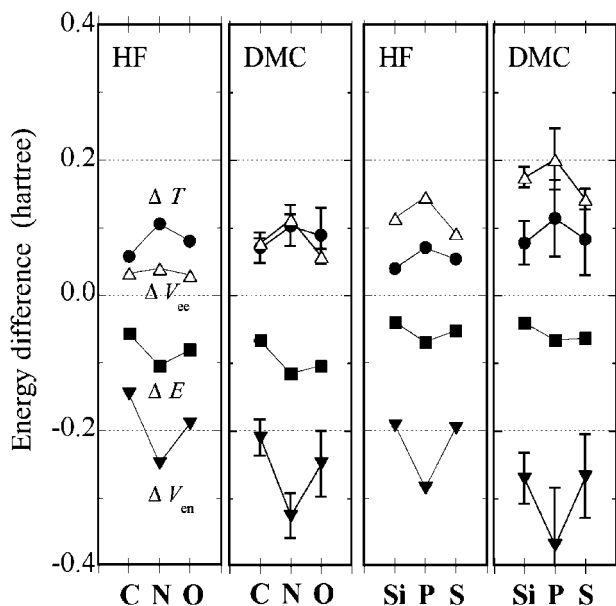 Energy difference (hartree)
0.4
0.2
0.0
-0.2
-0.4
HF
DMC
HF
DMC
Δ T
Δ Vee
Δ E
Δ Ven
C N O
C N O
Si P S
Si P S